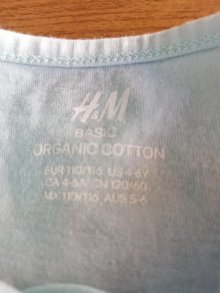 H&M
BASIC
ORGANIC COTTON
EUR 110/116 US 4-6Y
CA 4-6A CN 120/60
MX 110/116 AUS 5-6